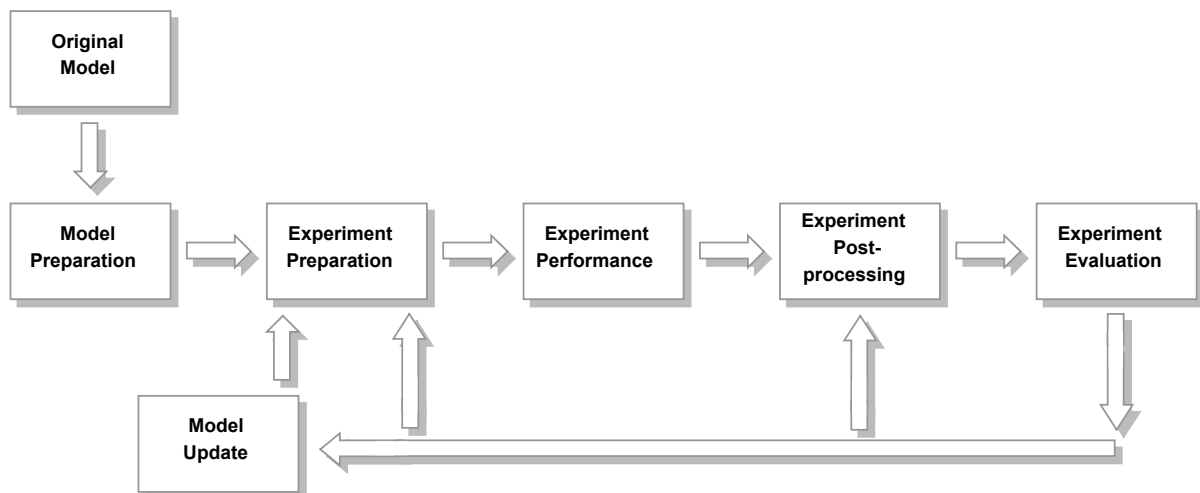 Original
Model
Model
Preparation
Experiment
Preparation
Experiment
Performance
Experiment
Post-
processing
Experiment
Evaluation
Model
Update